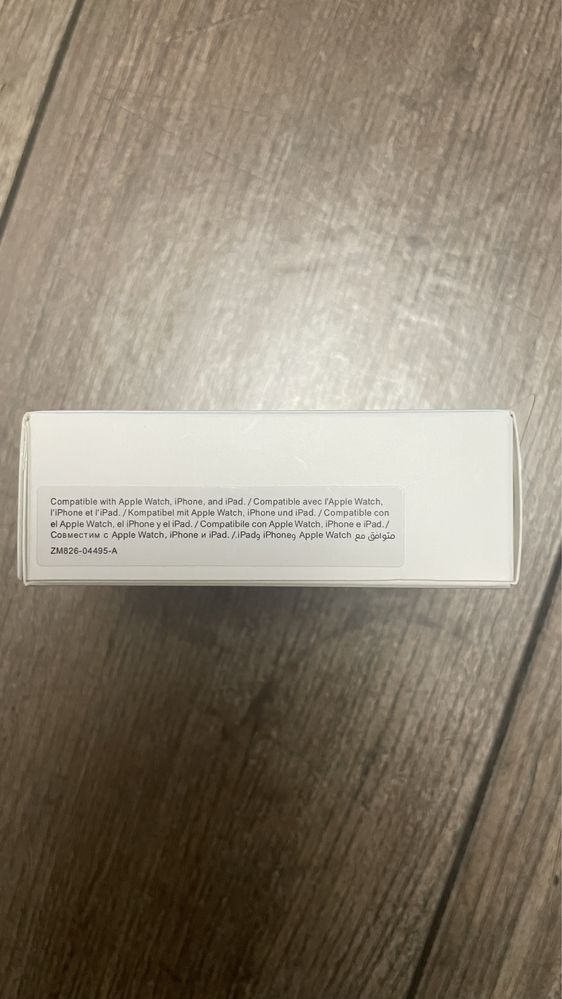 Compatible with Apple Watch, iPhone, and iPad. / Compatible avec l'Apple Watch,
l'iPhone et l'iPad. / Kompatibel mit Apple Watch, iPhone und iPad. / Compatible con
el Apple Watch, el iPhone y el iPad. / Compatibile con Apple Watch, iPhone e iPad. /
Совместим с Apple Watch, iPhone и iPad. / متوافق مع Apple Watch وiPhone وiPad.
ZM826-04495-A